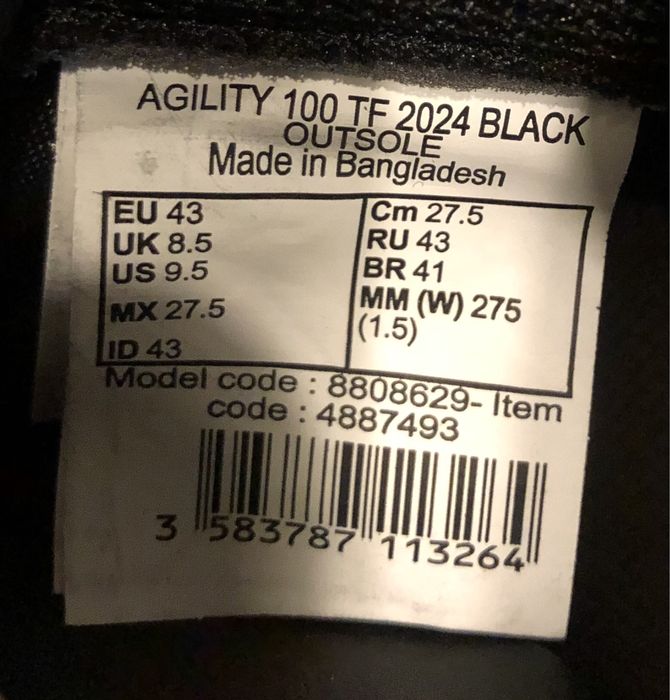 AGILITY 100 TF 2024 BLACK
OUTSOLE
Made in Bangladesh
EU 43
UK 8.5
US 9.5
MX 27.5
ID 43
Cm 27.5
RU 43
BR 41
MM (W) 275
(1.5)
Model code : 8808629- Item
code : 4887493
3 583787 113264